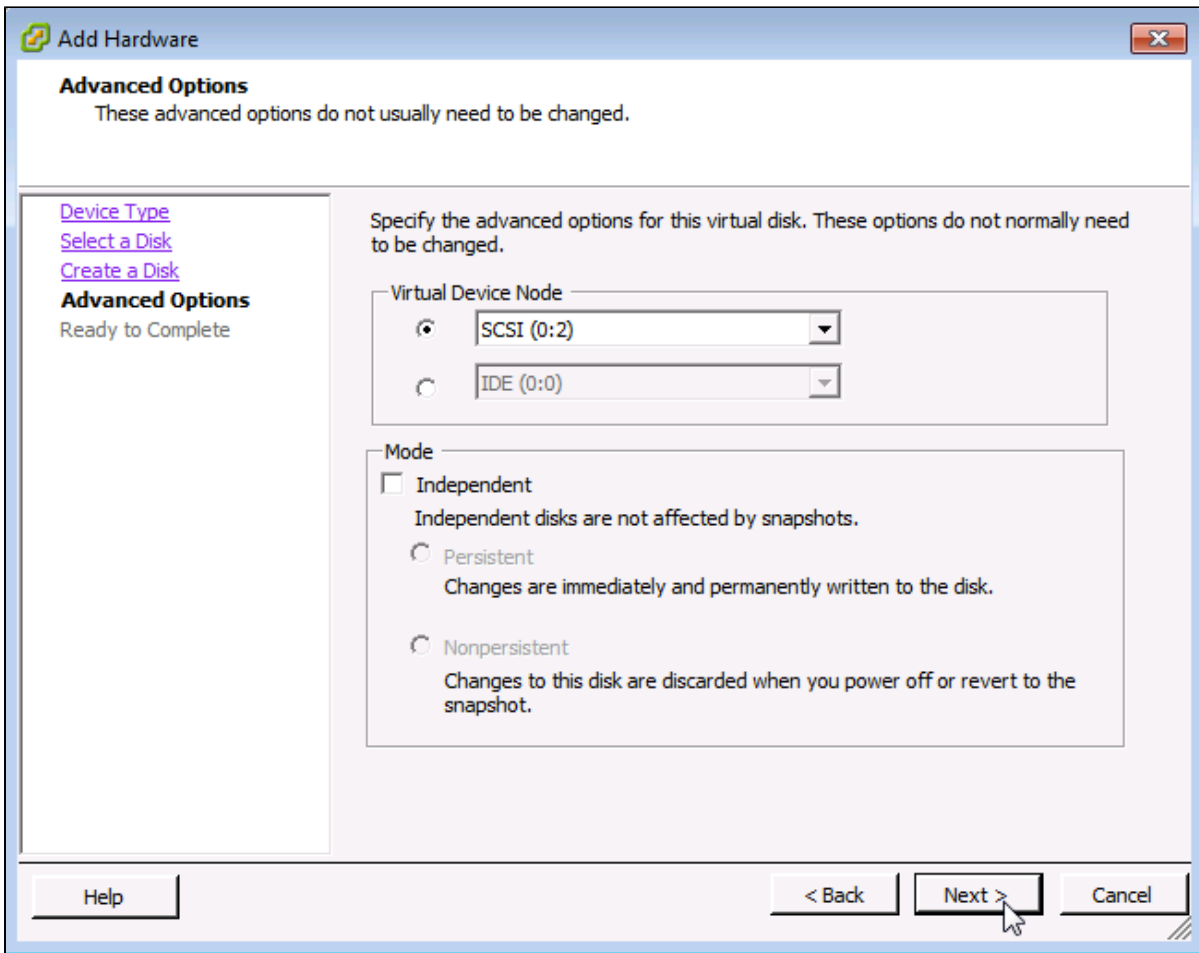 Add Hardware
Advanced Options
These advanced options do not usually need to be changed.
Device Type
Select a Disk
Create a Disk
Advanced Options
Ready to Complete
Specify the advanced options for this virtual disk. These options do not normally need
to be changed.
Virtual Device Node
SCSI (0:2)
IDE (0:0)
Mode
Independent
Independent disks are not affected by snapshots.
Persistent
Changes are immediately and permanently written to the disk.
Nonpersistent
Changes to this disk are discarded when you power off or revert to the
snapshot.
Help
< Back
Next >
Cancel